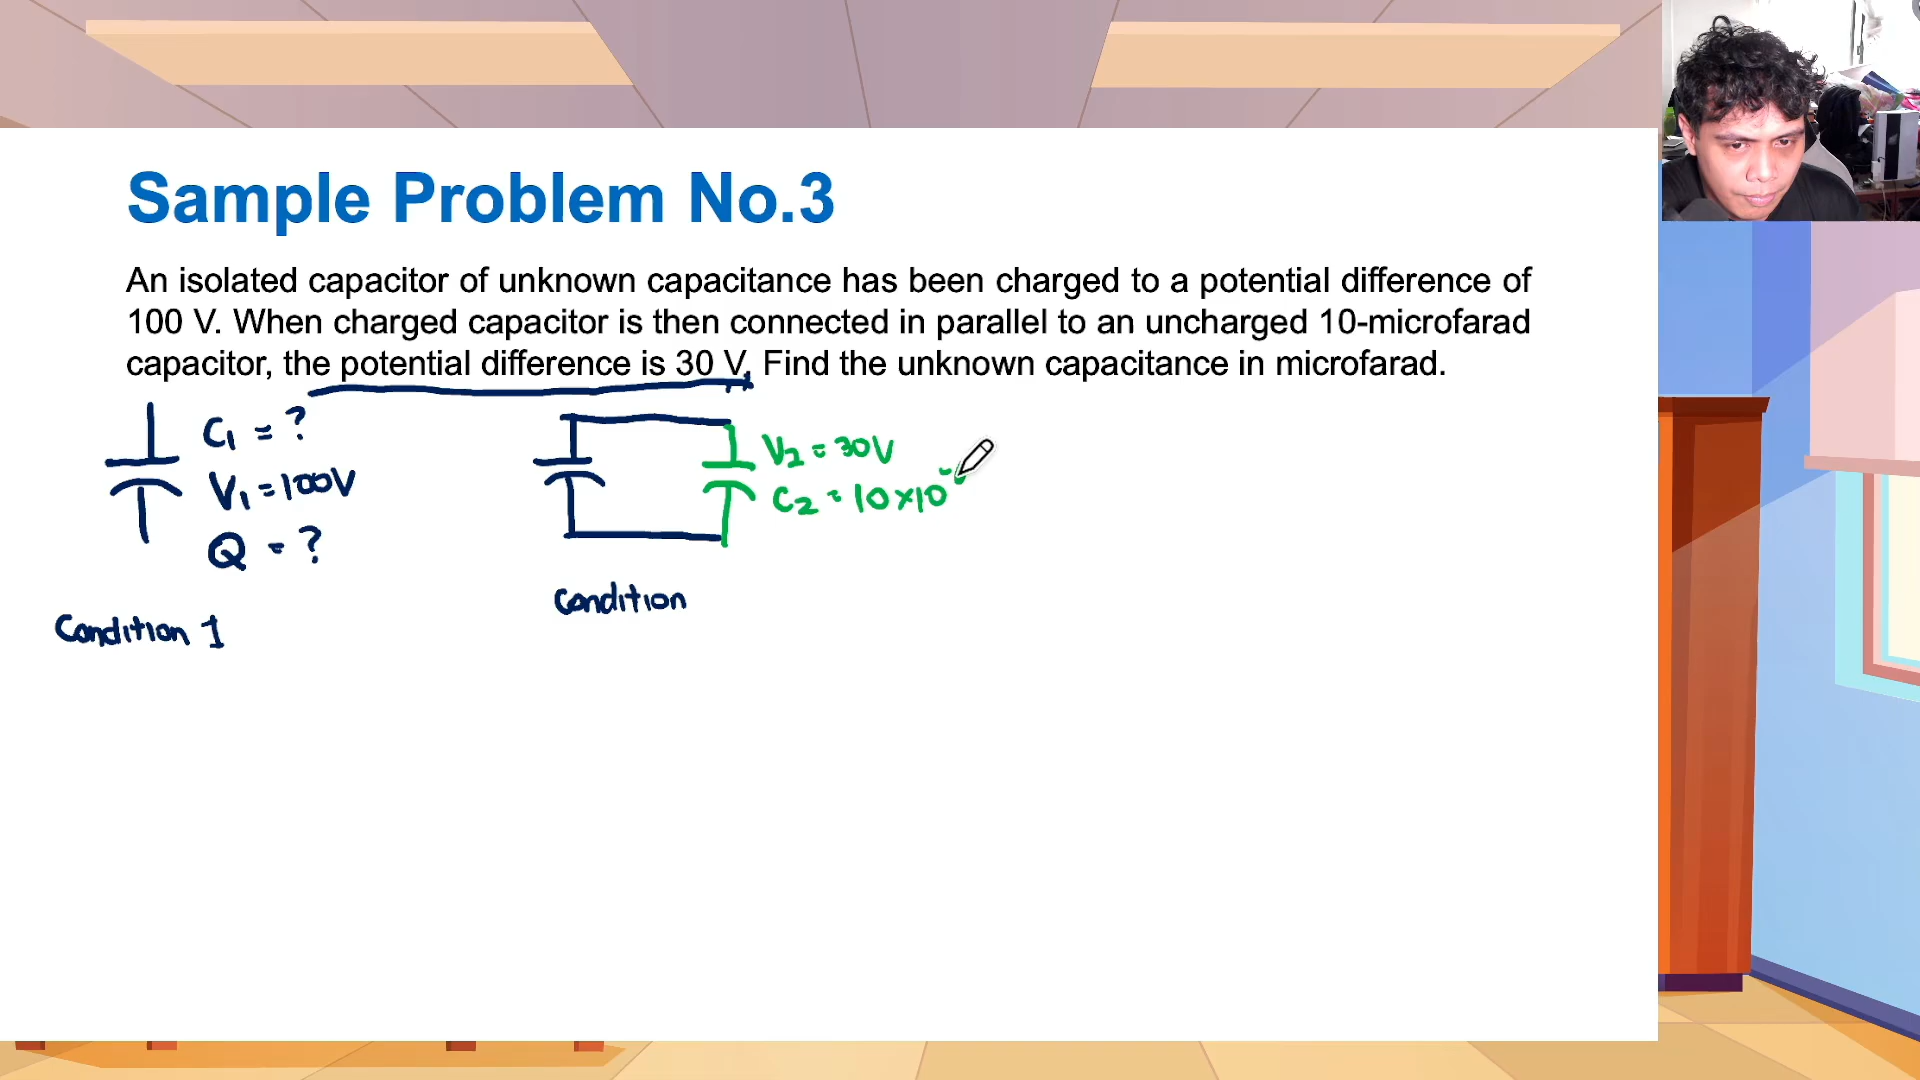 Sample Problem No.3
An isolated capacitor of unknown capacitance has been charged to a potential difference of
100 V. When charged capacitor is then connected in parallel to an uncharged 10-microfarad
capacitor, the potential difference is 30 V. Find the unknown capacitance in microfarad.
C₁ = ?
V₁ = 100V
Q = ?
Condition 1
V₂ = 30V
C₂ = 10×10⁻
Condition